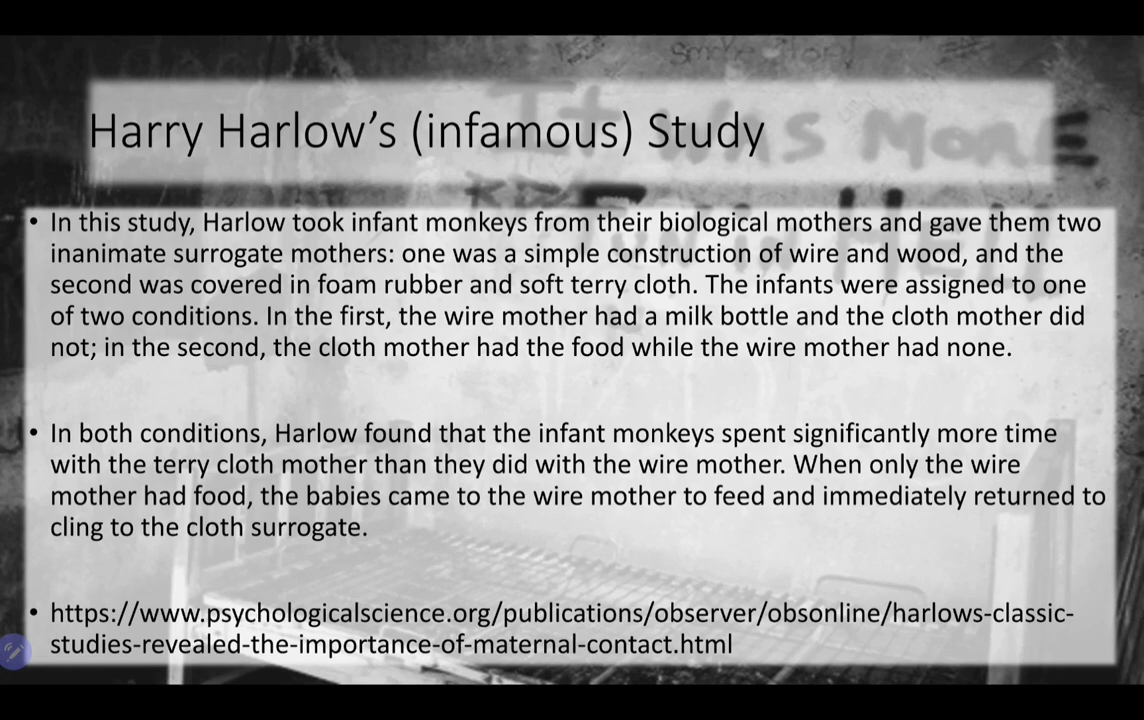 Smoke Stop!
It was More
Harry Harlow’s (infamous) Study
• In this study, Harlow took infant monkeys from their biological mothers and gave them two
inanimate surrogate mothers: one was a simple construction of wire and wood, and the
second was covered in foam rubber and soft terry cloth. The infants were assigned to one
of two conditions. In the first, the wire mother had a milk bottle and the cloth mother did
not; in the second, the cloth mother had the food while the wire mother had none.
• In both conditions, Harlow found that the infant monkeys spent significantly more time
with the terry cloth mother than they did with the wire mother. When only the wire
mother had food, the babies came to the wire mother to feed and immediately returned to
cling to the cloth surrogate.
• https://www.psychologicalscience.org/publications/observer/obsonline/harlows-classic-
studies-revealed-the-importance-of-maternal-contact.html